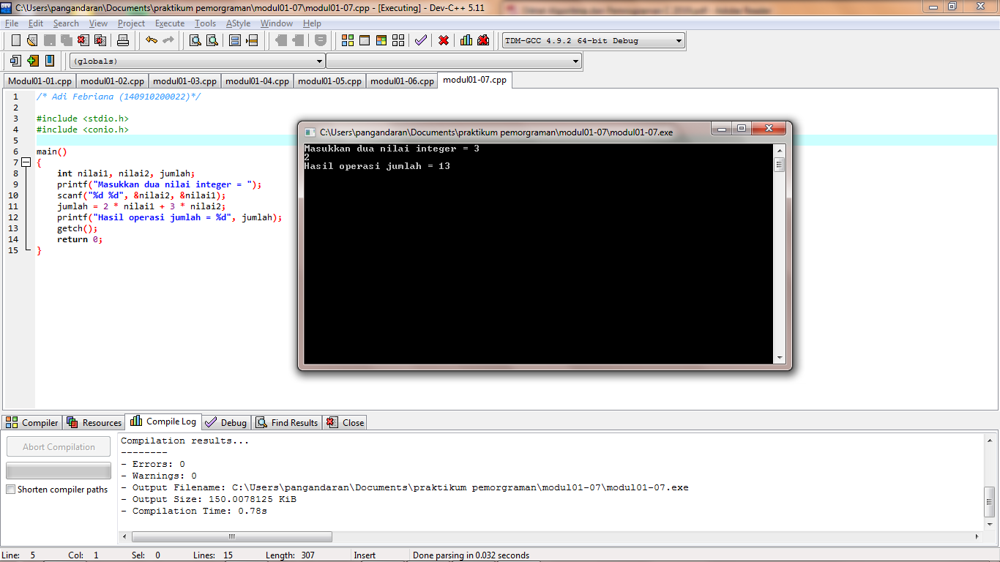 C:\Users\pangandaran\Documents\praktikum pemorgraman\modul01-07\modul01-07.cpp - [Executing] - Dev-C++ 5.11
File Edit Search View Project Execute Tools AStyle Window Help
TDM-GCC 4.9.2 64-bit Debug
(globals)
Modul01-01.cpp modul01-02.cpp modul01-03.cpp modul01-04.cpp modul01-05.cpp modul01-06.cpp modul01-07.cpp
1 /* Adi Febriana (140910200022)*/
2
3 #include <stdio.h>
4 #include <conio.h>
5
6 main()
7 {
8 int nilai1, nilai2, jumlah;
9 printf("Masukkan dua nilai integer = ");
10 scanf("%d %d", &nilai2, &nilai1);
11 jumlah = 2 * nilai1 + 3 * nilai2;
12 printf("Hasil operasi jumlah = %d", jumlah);
13 getch();
14 return 0;
15 }
C:\Users\pangandaran\Documents\praktikum pemorgraman\modul01-07\modul01-07.exe
Masukkan dua nilai integer = 3
2
Hasil operasi jumlah = 13
Compiler Resources Compile Log Debug Find Results Close
Abort Compilation
Shorten compiler paths
Compilation results...
--------
- Errors: 0
- Warnings: 0
- Output Filename: C:\Users\pangandaran\Documents\praktikum pemorgraman\modul01-07\modul01-07.exe
- Output Size: 150.0078125 KiB
- Compilation Time: 0.78s
Line: 5 Col: 1 Sel: 0 Lines: 15 Length: 307 Insert Done parsing in 0.032 seconds